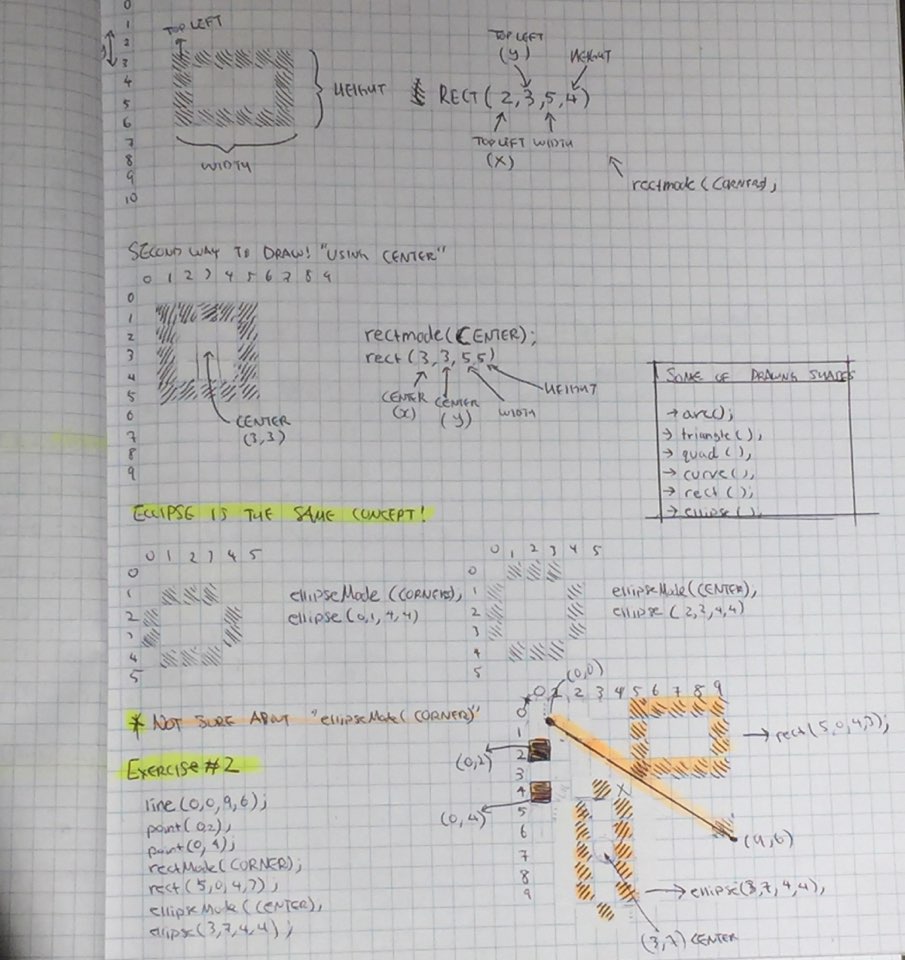 0
1
2
3
4
5
6
7
8
9
10
TOP LEFT
HEIGHT
WIDTH
TOP LEFT
(y)
HEIGHT
RECT( 2,3,5,4)
TOP LEFT WIDTH
(X)
rectmode (CORNER);
SECOND WAY TO DRAW! "USING CENTER"
0 1 2 3 4 5 6 7 8 9
0
1
2
3
4
5
6
7
8
9
CENTER
(3,3)
rectmode(CENTER);
rect (3,3,5,5)
CENTER
(x)
CENTER
(y)
WIDTH
HEIGHT
SOME OF DRAWING SHAPES
→ arc();
→ triangle();
→ quad();
→ curve();
→ rect();
→ ellipse();
ECLIPSE IS THE SAME CONCEPT!
0 1 2 3 4 5
0
1
2
3
4
5
ellipseMode (CORNER);
ellipse(0,1,4,4)
0 1 2 3 4 5
0
1
2
3
4
5
ellipseMode(CENTER);
ellipse (2,3,4,4)
* NOT SURE ABOUT "ellipseMode(CORNER)"
EXERCISE #2
line (0,0,9,6);
point(0,2);
point(0,4);
rectMode(CORNER);
rect(5,0,4,?);
ellipseMode(CENTER);
ellipse(3,7,4,4);
(0,0)
0 1 2 3 4 5 6 7 8 9
0
1
2
3
4
5
6
7
8
9
(0,2)
(0,4)
X
→ rect(5,0,4,3);
(9,6)
→ ellipse(3,7,4,4);
(3,7) CENTER